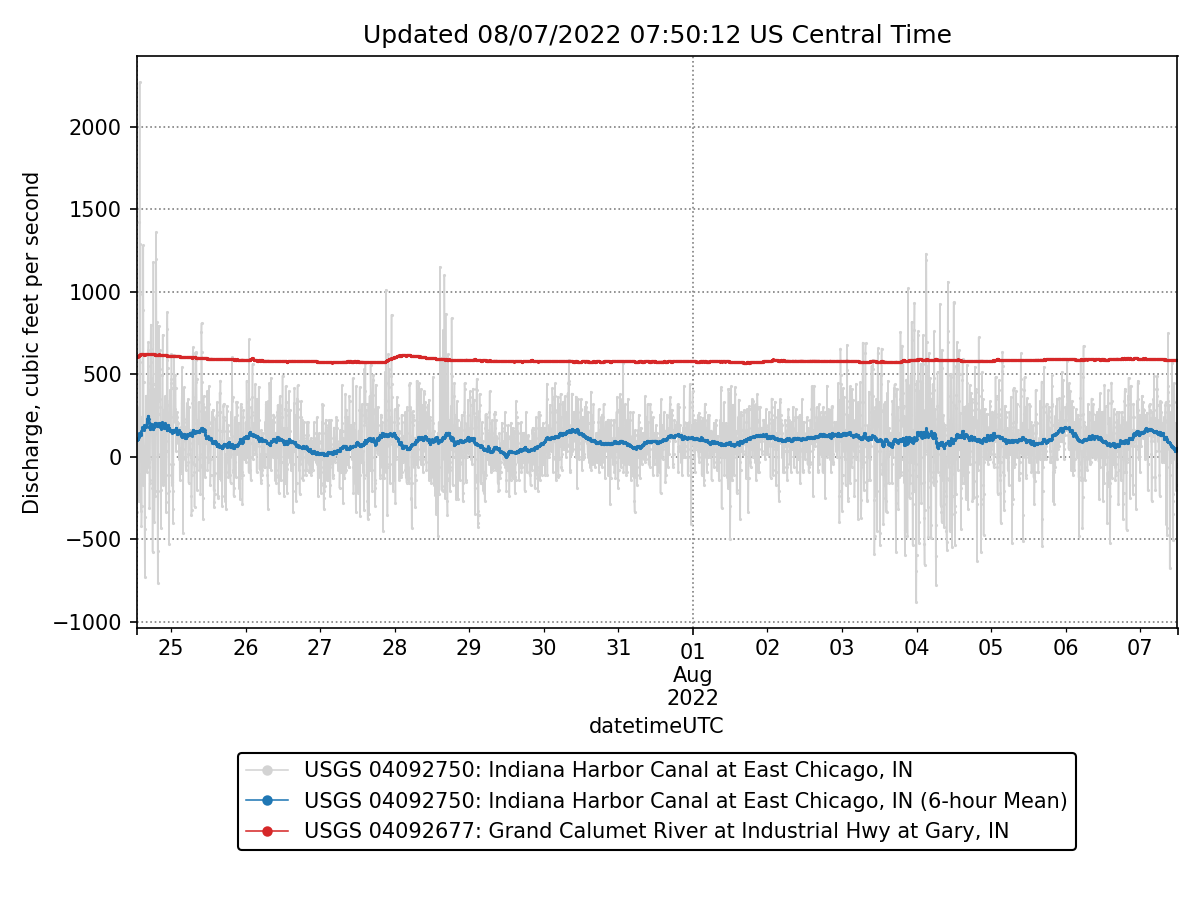 Updated 08/07/2022 07:50:12 US Central Time
Discharge, cubic feet per second
2000
1500
1000
500
0
−500
−1000
25 26 27 28 29 30 31 01 02 03 04 05 06 07
Aug
2022
datetimeUTC
USGS 04092750: Indiana Harbor Canal at East Chicago, IN
USGS 04092750: Indiana Harbor Canal at East Chicago, IN (6-hour Mean)
USGS 04092677: Grand Calumet River at Industrial Hwy at Gary, IN